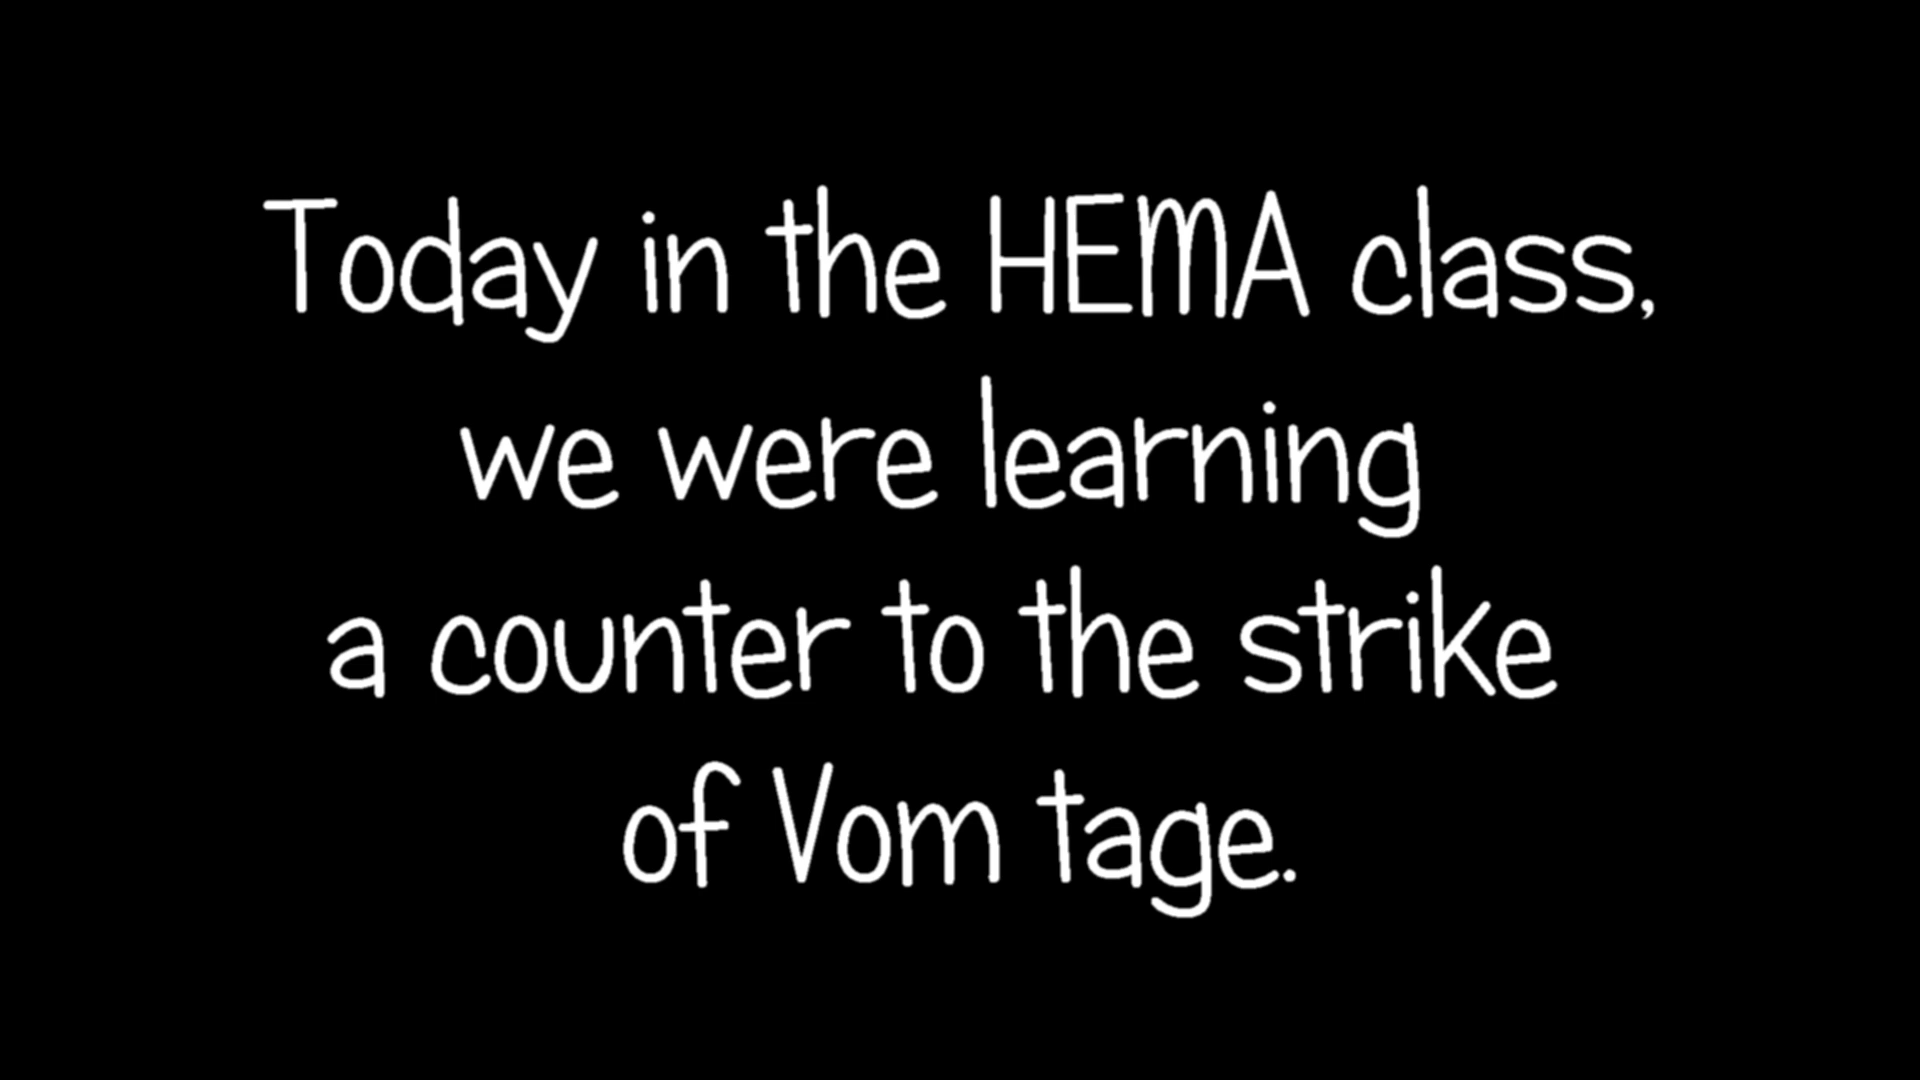 Today in the HEMA class,
we were learning
a counter to the strike
of Vom tage.